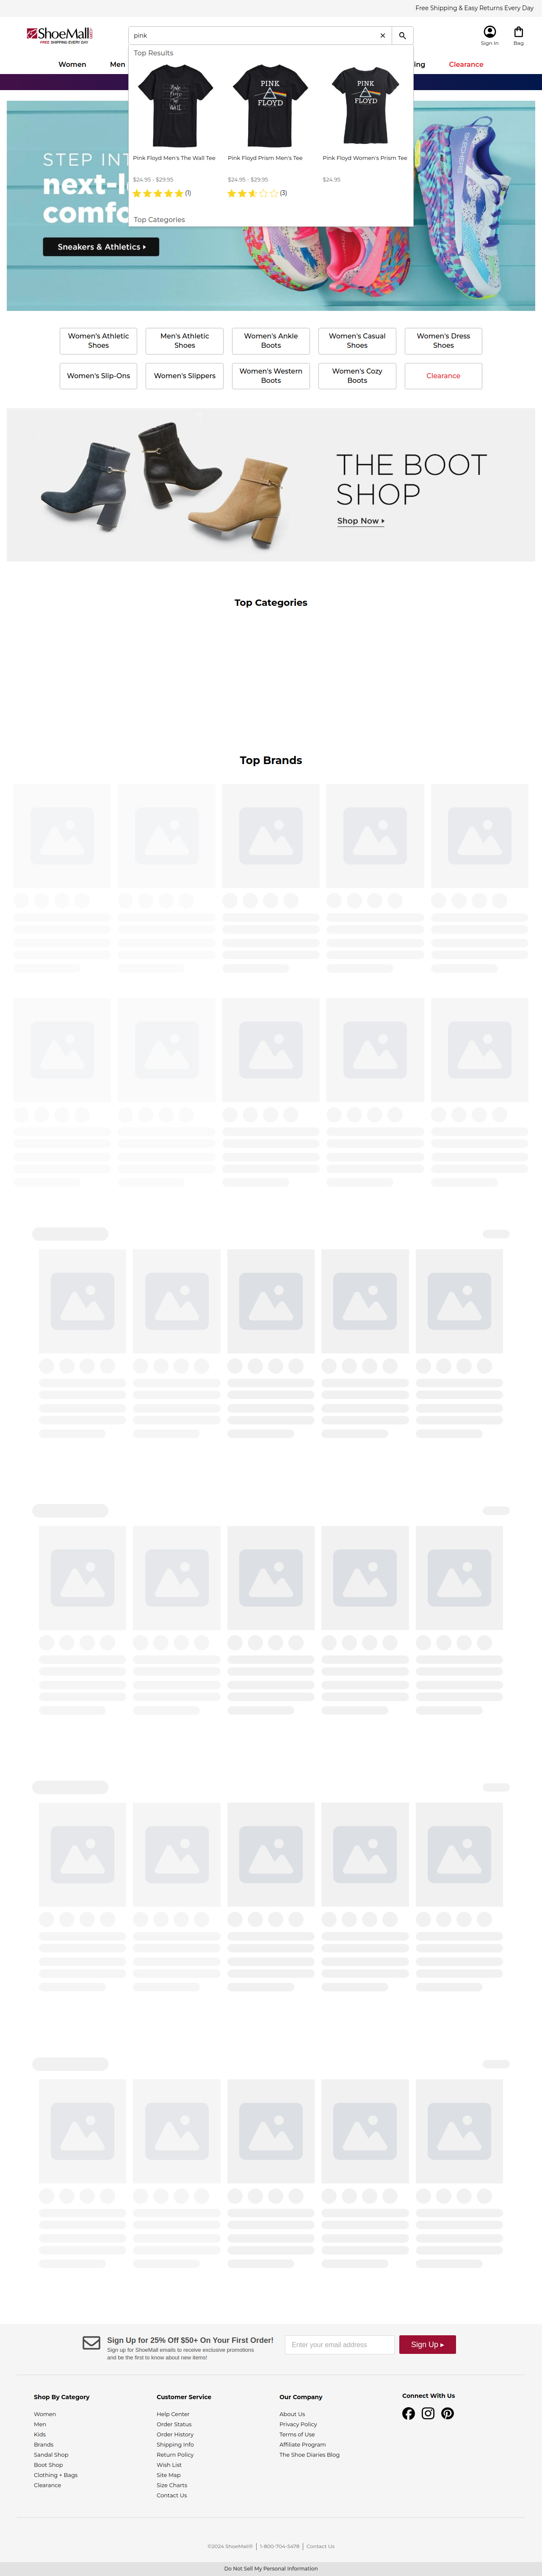 Free Shipping & Easy Returns Every Day
ShoeMall
FREE SHIPPING EVERY DAY
pink
Sign In
Bag
Women
Men
ing
Clearance
Top Results
PINK
FLOYD
THE
WALL
PINK
FLOYD
PINK
FLOYD
Pink Floyd Men's The Wall Tee
Pink Floyd Prism Men's Tee
Pink Floyd Women's Prism Tee
$24.95 - $29.95
$24.95 - $29.95
$24.95
(1)
(3)
Top Categories
STEP INT
next-l
comfo
Sneakers & Athletics
Women's Athletic
Shoes
Men's Athletic
Shoes
Women's Ankle
Boots
Women's Casual
Shoes
Women's Dress
Shoes
Women's Slip-Ons
Women's Slippers
Women's Western
Boots
Women's Cozy
Boots
Clearance
THE BOOT
SHOP
Shop Now
Top Categories
Top Brands
Sign Up for 25% Off $50+ On Your First Order!
Sign up for ShoeMall emails to receive exclusive promotions
and be the first to know about new items!
Enter your email address
Sign Up ▸
Shop By Category
Women
Men
Kids
Brands
Sandal Shop
Boot Shop
Clothing + Bags
Clearance
Customer Service
Help Center
Order Status
Order History
Shipping Info
Return Policy
Wish List
Site Map
Size Charts
Contact Us
Our Company
About Us
Privacy Policy
Terms of Use
Affiliate Program
The Shoe Diaries Blog
Connect With Us
©2024 ShoeMall® | 1-800-704-5478 | Contact Us
Do Not Sell My Personal Information